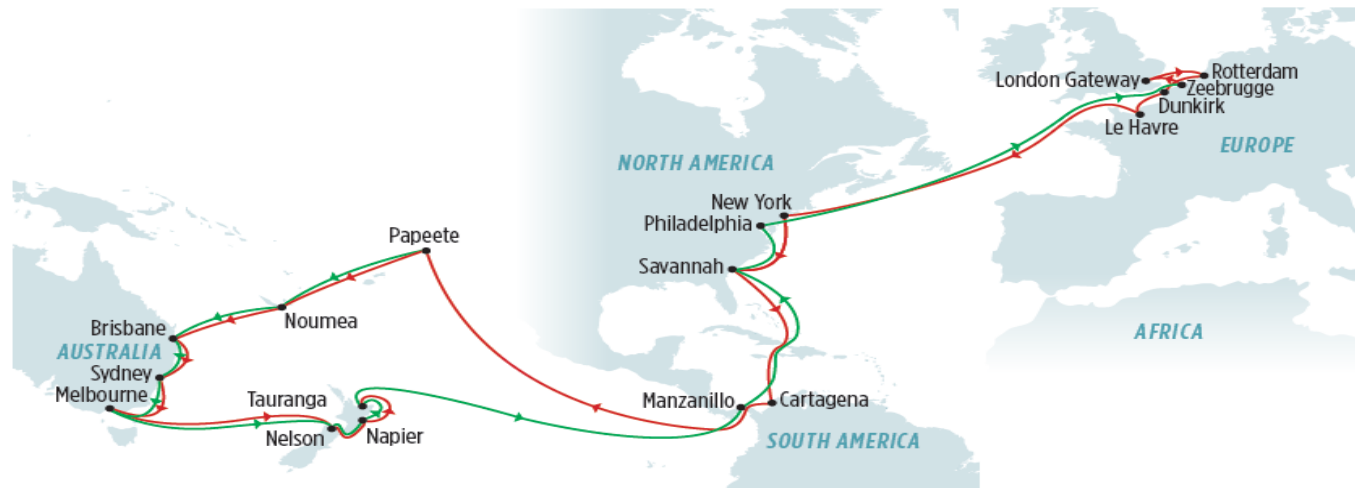 London Gateway
Rotterdam
Zeebrugge
Dunkirk
Le Havre
EUROPE
NORTH AMERICA
New York
Philadelphia
Papeete
Savannah
Noumea
Brisbane
AUSTRALIA
AFRICA
Sydney
Melbourne
Tauranga
Manzanillo
Cartagena
Nelson
Napier
SOUTH AMERICA